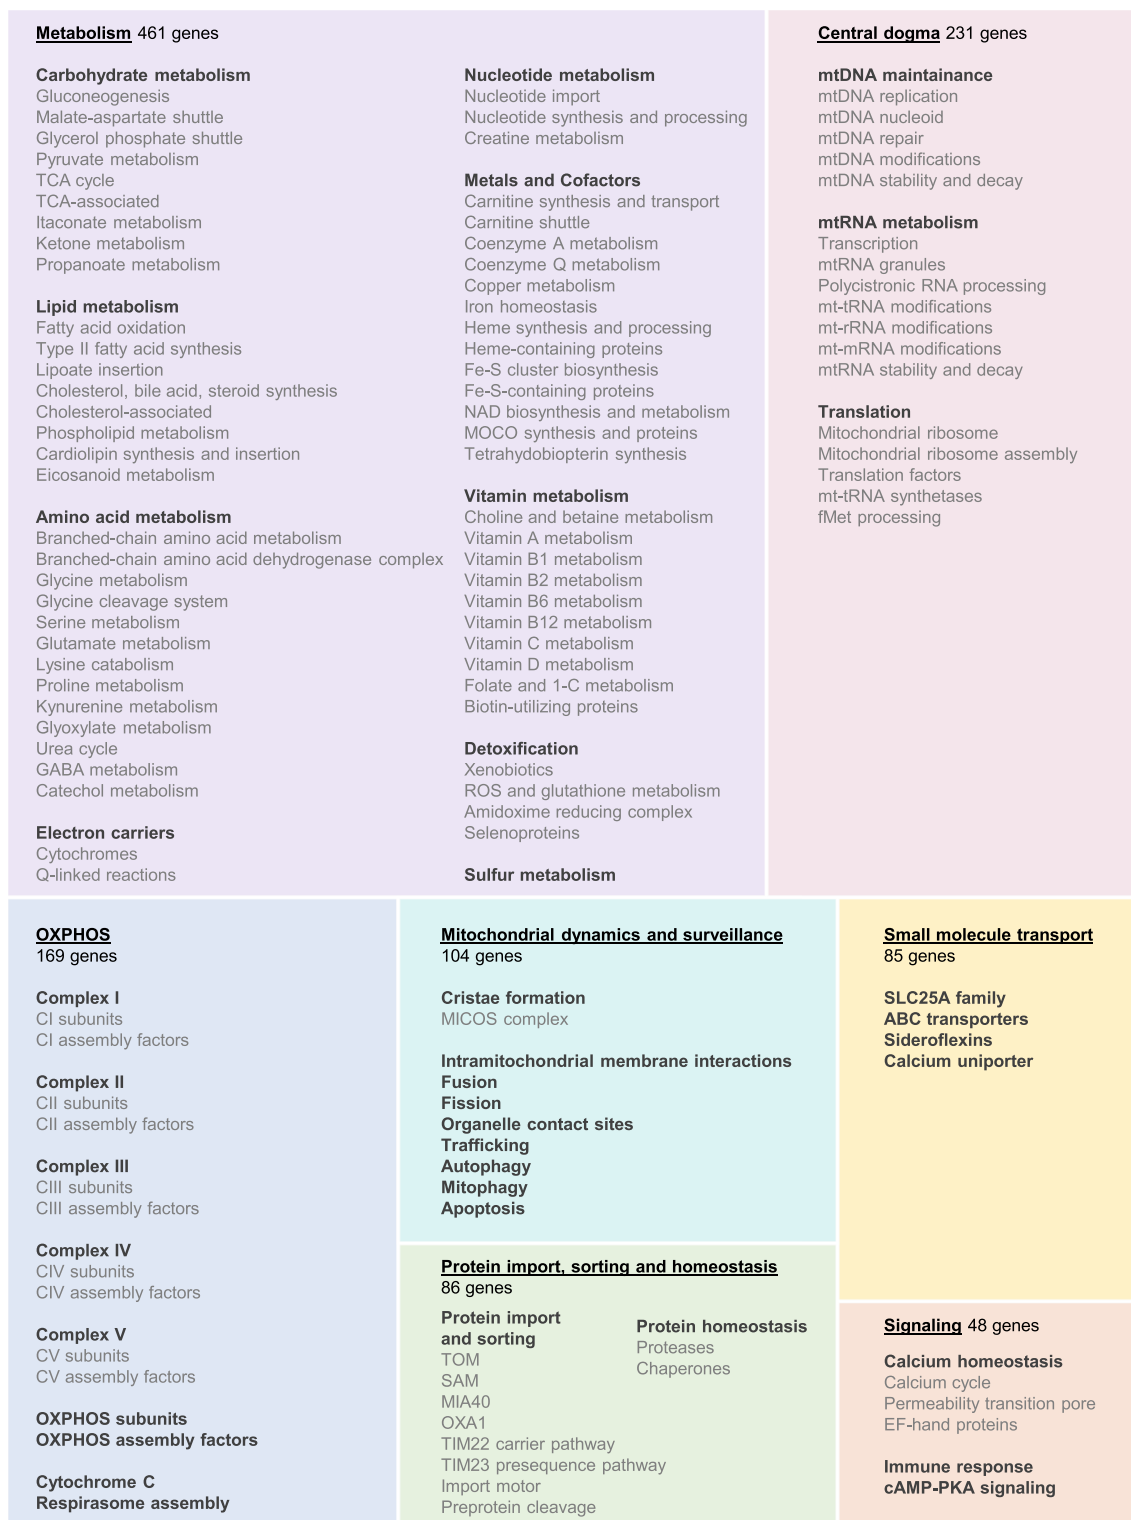 Metabolism 461 genes
Carbohydrate metabolism
Gluconeogenesis
Malate-aspartate shuttle
Glycerol phosphate shuttle
Pyruvate metabolism
TCA cycle
TCA-associated
Itaconate metabolism
Ketone metabolism
Propanoate metabolism
Lipid metabolism
Fatty acid oxidation
Type II fatty acid synthesis
Lipoate insertion
Cholesterol, bile acid, steroid synthesis
Cholesterol-associated
Phospholipid metabolism
Cardiolipin synthesis and insertion
Eicosanoid metabolism
Amino acid metabolism
Branched-chain amino acid metabolism
Branched-chain amino acid dehydrogenase complex
Glycine metabolism
Glycine cleavage system
Serine metabolism
Glutamate metabolism
Lysine catabolism
Proline metabolism
Kynurenine metabolism
Glyoxylate metabolism
Urea cycle
GABA metabolism
Catechol metabolism
Electron carriers
Cytochromes
Q-linked reactions
Nucleotide metabolism
Nucleotide import
Nucleotide synthesis and processing
Creatine metabolism
Metals and Cofactors
Carnitine synthesis and transport
Carnitine shuttle
Coenzyme A metabolism
Coenzyme Q metabolism
Copper metabolism
Iron homeostasis
Heme synthesis and processing
Heme-containing proteins
Fe-S cluster biosynthesis
Fe-S-containing proteins
NAD biosynthesis and metabolism
MOCO synthesis and proteins
Tetrahydobiopterin synthesis
Vitamin metabolism
Choline and betaine metabolism
Vitamin A metabolism
Vitamin B1 metabolism
Vitamin B2 metabolism
Vitamin B6 metabolism
Vitamin B12 metabolism
Vitamin C metabolism
Vitamin D metabolism
Folate and 1-C metabolism
Biotin-utilizing proteins
Detoxification
Xenobiotics
ROS and glutathione metabolism
Amidoxime reducing complex
Selenoproteins
Sulfur metabolism
Central dogma 231 genes
mtDNA maintainance
mtDNA replication
mtDNA nucleoid
mtDNA repair
mtDNA modifications
mtDNA stability and decay
mtRNA metabolism
Transcription
mtRNA granules
Polycistronic RNA processing
mt-tRNA modifications
mt-rRNA modifications
mt-mRNA modifications
mtRNA stability and decay
Translation
Mitochondrial ribosome
Mitochondrial ribosome assembly
Translation factors
mt-tRNA synthetases
fMet processing
OXPHOS
169 genes
Complex I
CI subunits
CI assembly factors
Complex II
CII subunits
CII assembly factors
Complex III
CIII subunits
CIII assembly factors
Complex IV
CIV subunits
CIV assembly factors
Complex V
CV subunits
CV assembly factors
OXPHOS subunits
OXPHOS assembly factors
Cytochrome C
Respirasome assembly
Mitochondrial dynamics and surveillance
104 genes
Cristae formation
MICOS complex
Intramitochondrial membrane interactions
Fusion
Fission
Organelle contact sites
Trafficking
Autophagy
Mitophagy
Apoptosis
Protein import, sorting and homeostasis
86 genes
Protein import
and sorting
TOM
SAM
MIA40
OXA1
TIM22 carrier pathway
TIM23 presequence pathway
Import motor
Preprotein cleavage
Protein homeostasis
Proteases
Chaperones
Small molecule transport
85 genes
SLC25A family
ABC transporters
Sideroflexins
Calcium uniporter
Signaling 48 genes
Calcium homeostasis
Calcium cycle
Permeability transition pore
EF-hand proteins
Immune response
cAMP-PKA signaling